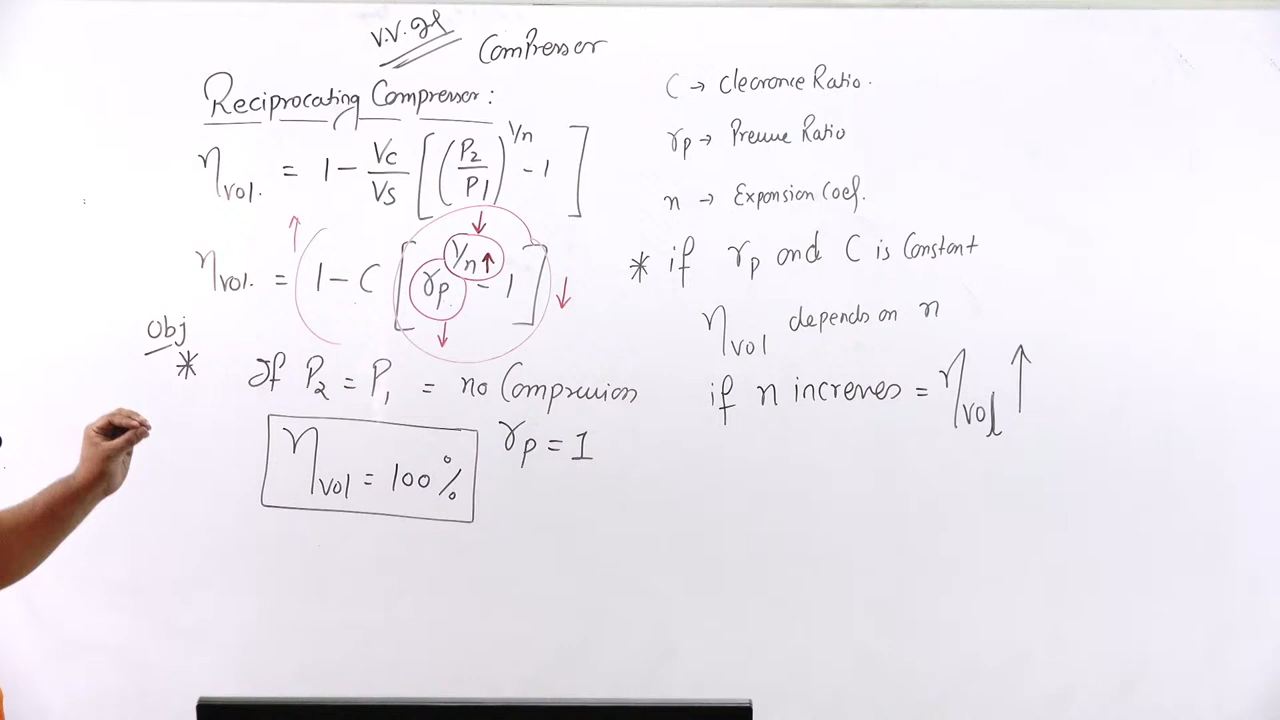 V.V. Compressor
Reciprocating Compressor:
η_vol. = 1 - Vc/Vs [(P2/P1)^1/n - 1]
η_vol. = 1 - C [rp^1/n↑ - 1] ↓
Obj
* If P2 = P1 = no Compression
η_vol = 100%
rp = 1
C → Clearance Ratio.
rp → Pressure Ratio
n → Expansion Coef.
* if rp and C is Constant
η_vol depends on n
if n increases = η_vol ↑